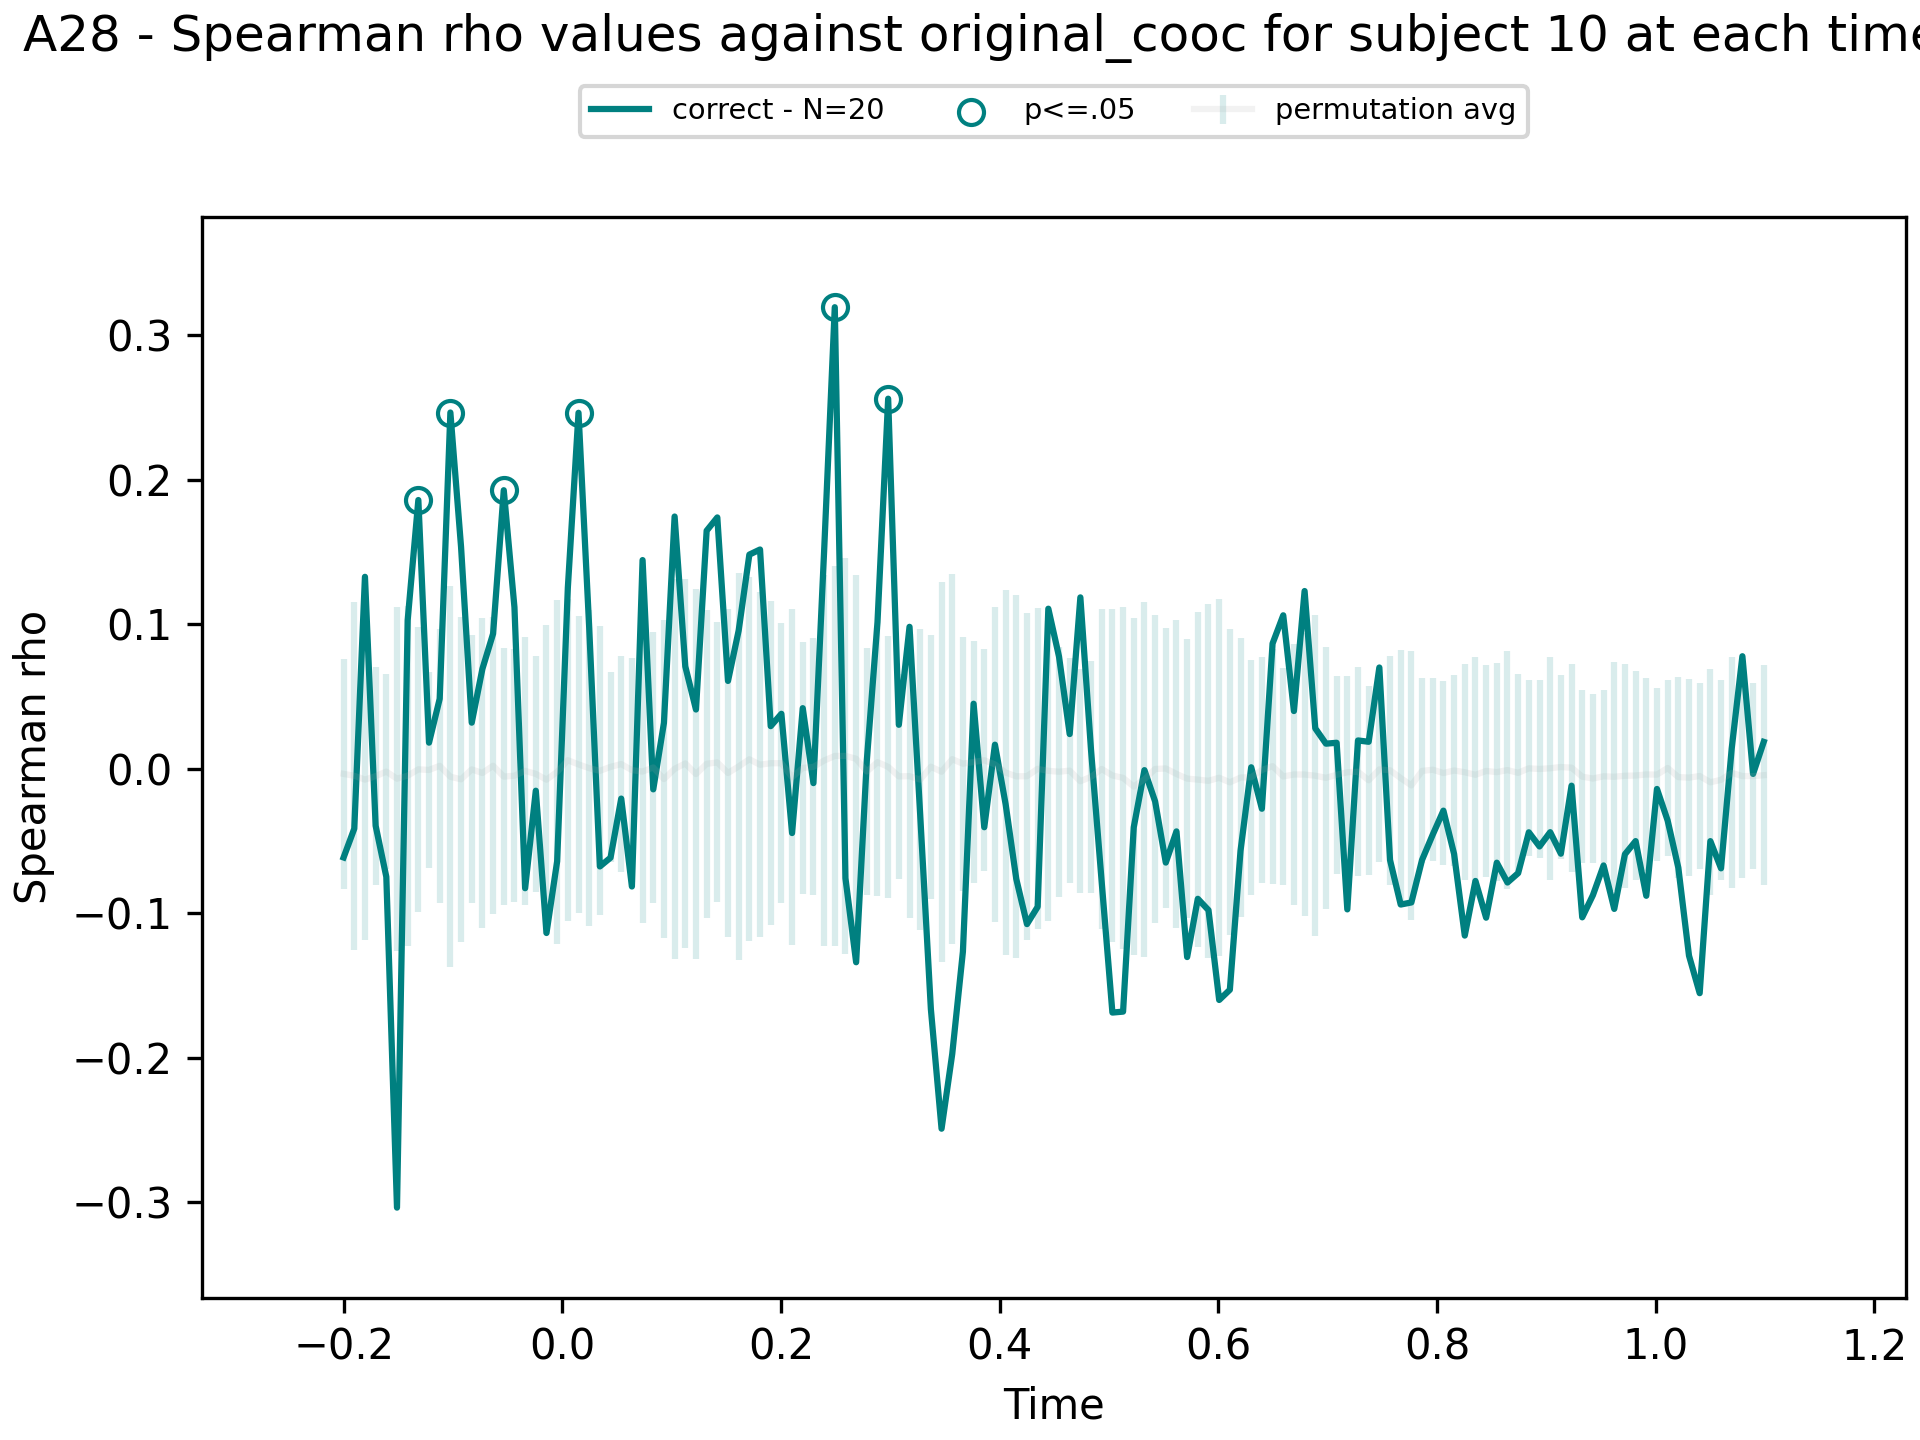 A28 - Spearman rho values against original_cooc for subject 10 at each time
correct - N=20 p<=.05 permutation avg
Spearman rho
0.3
0.2
0.1
0.0
−0.1
−0.2
−0.3
−0.2 0.0 0.2 0.4 0.6 0.8 1.0 1.2
Time